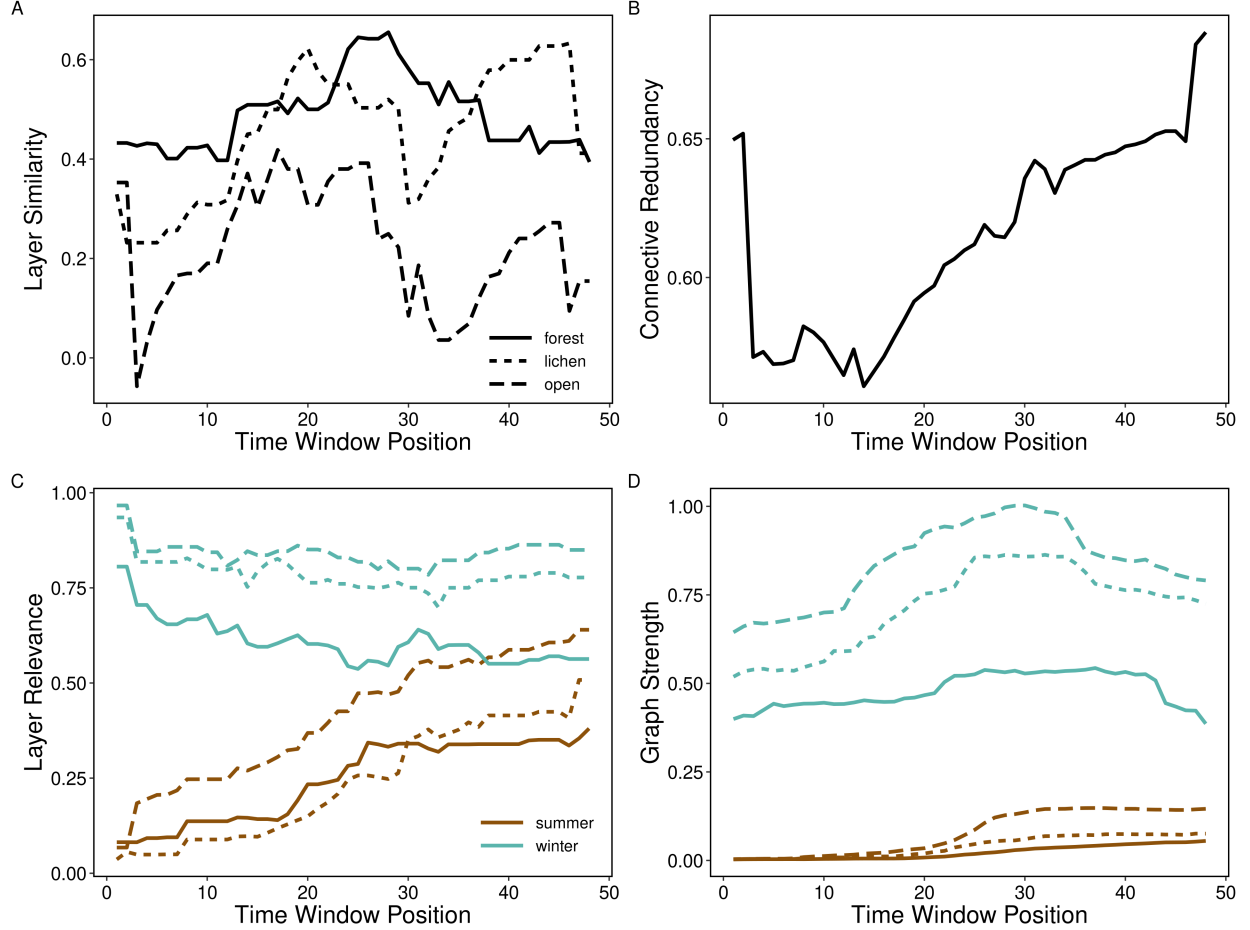 A
Layer Similarity
0.6
0.4
0.2
0.0
forest
lichen
open
0 10 20 30 40 50
Time Window Position
B
Connective Redundancy
0.65
0.60
0 10 20 30 40 50
Time Window Position
C
Layer Relevance
1.00
0.75
0.50
0.25
0.00
summer
winter
0 10 20 30 40 50
Time Window Position
D
Graph Strength
1.00
0.75
0.50
0.25
0.00
0 10 20 30 40 50
Time Window Position